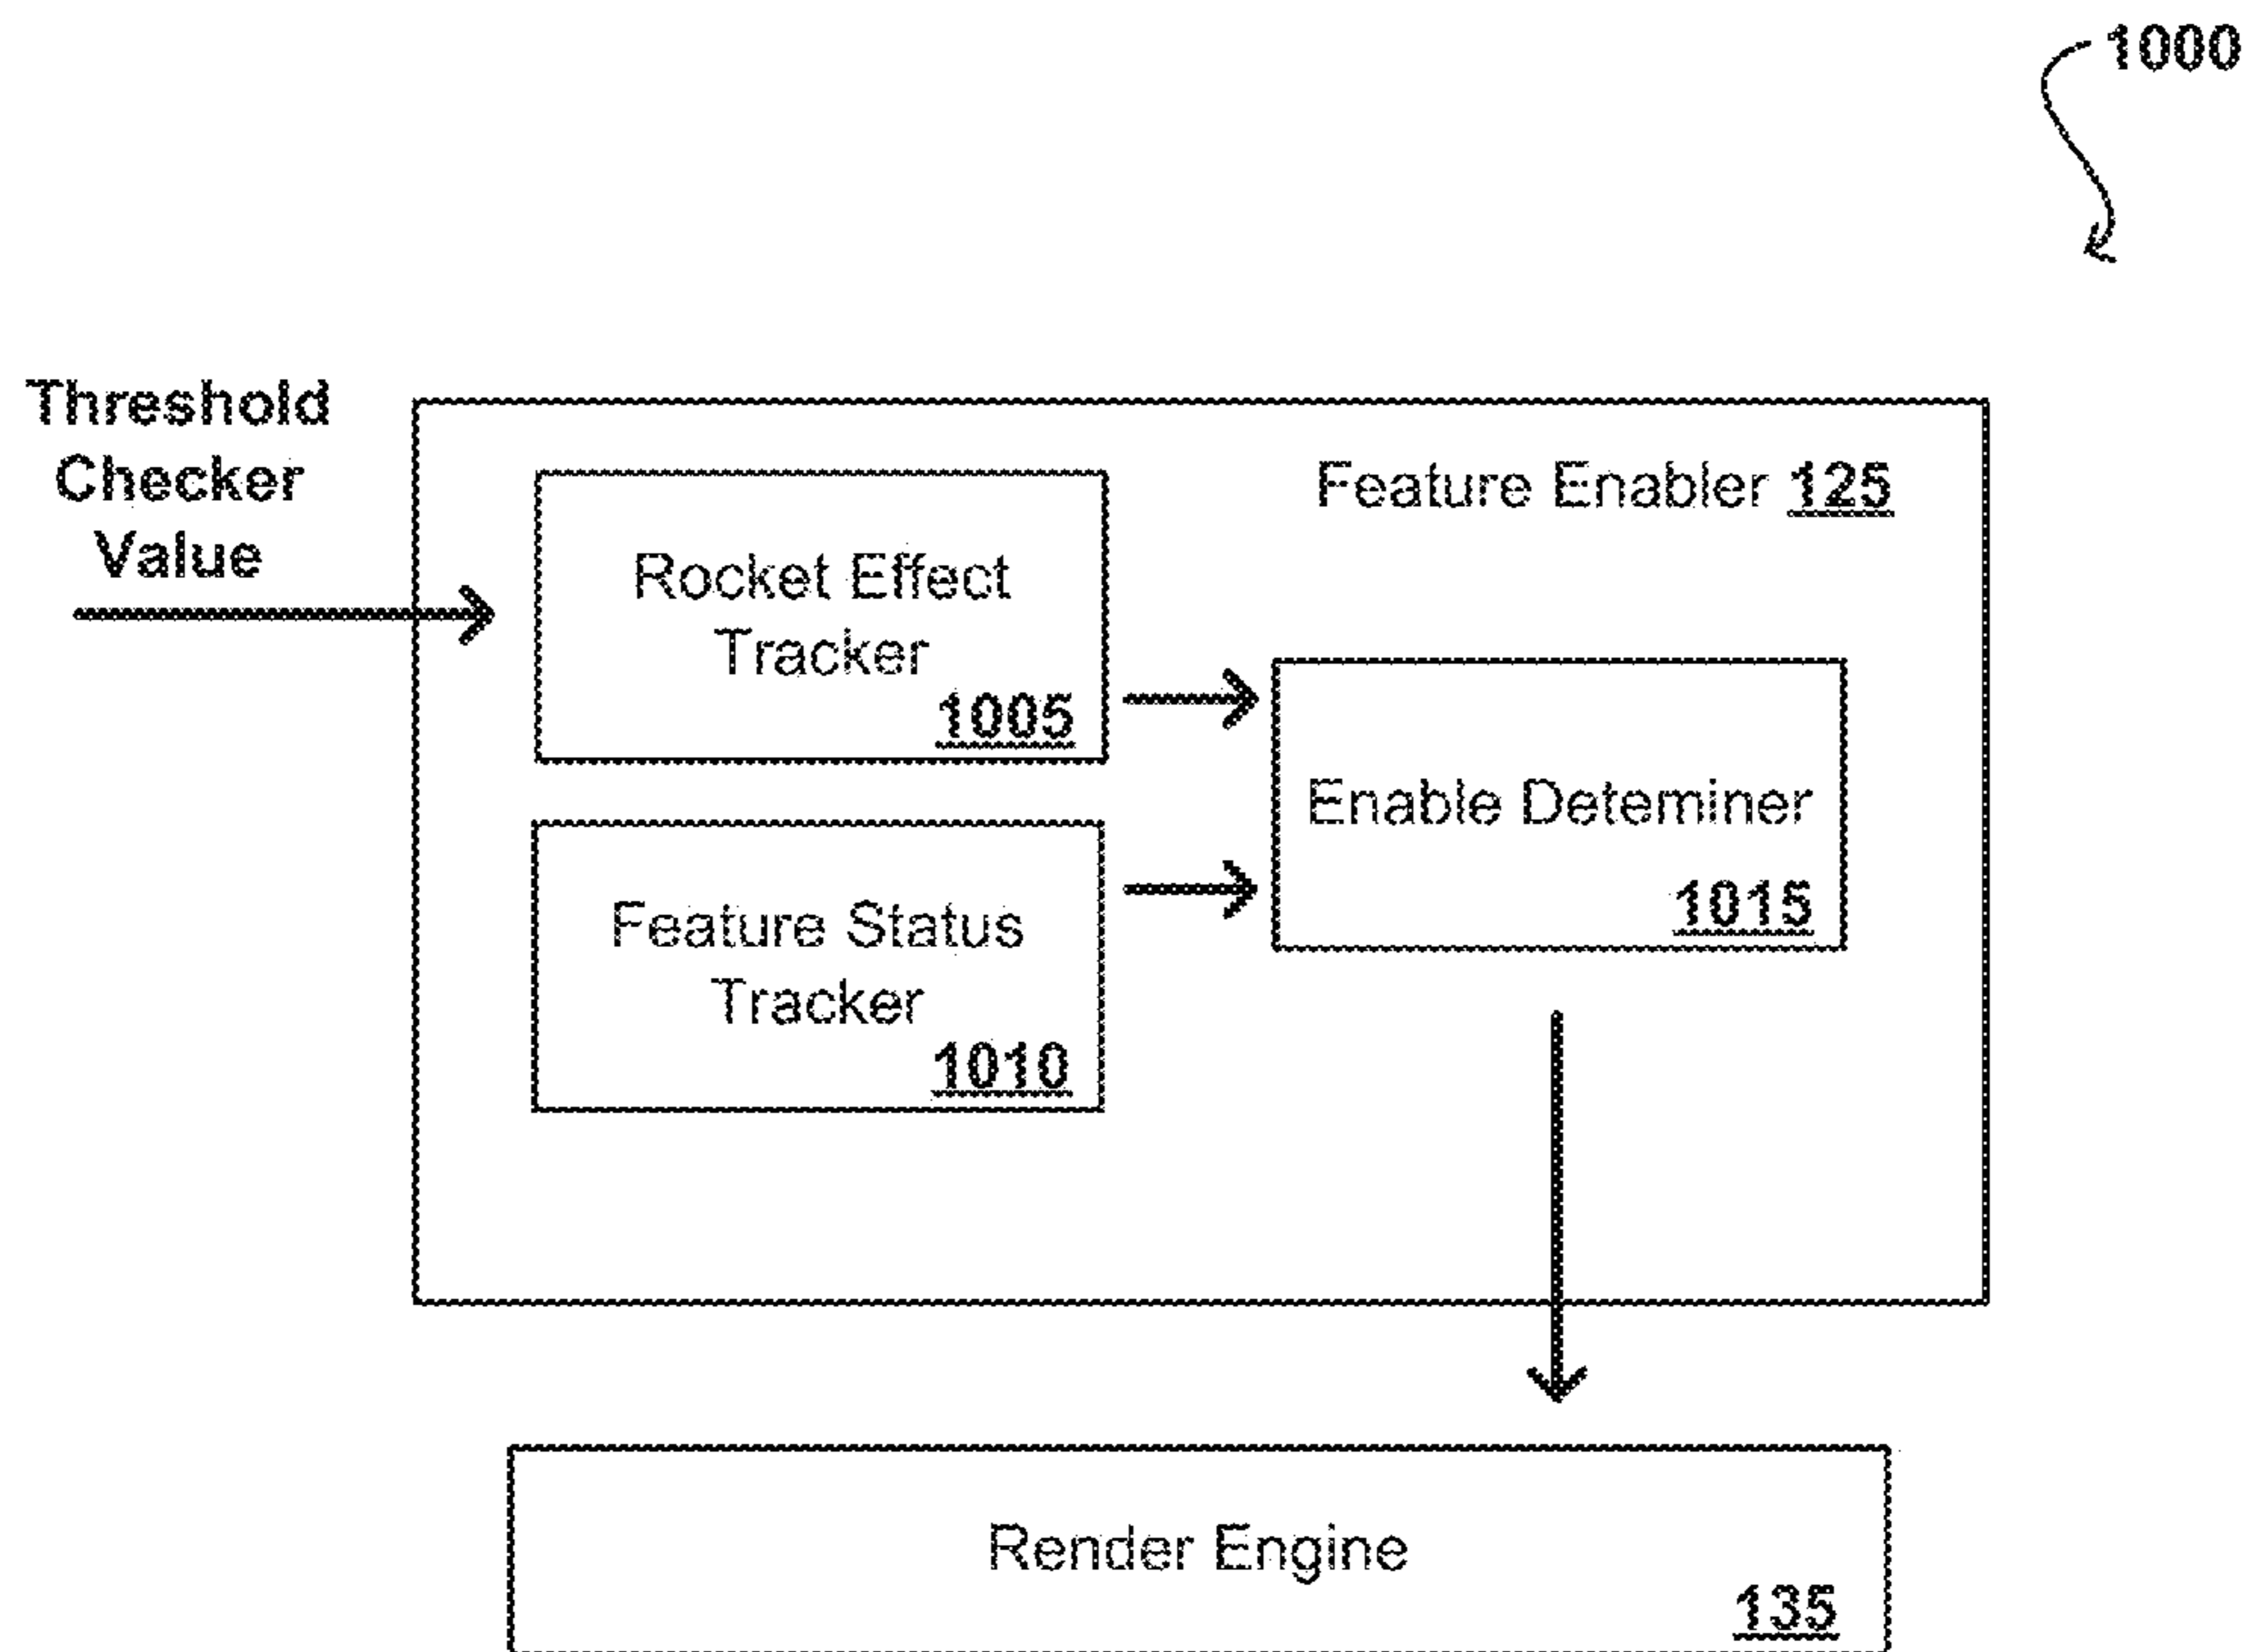 1000
Threshold
Checker
Value
Feature Enabler 125
Rocket Effect
Tracker
1005
Enable Deteminer
1015
Feature Status
Tracker
1010
Render Engine
135